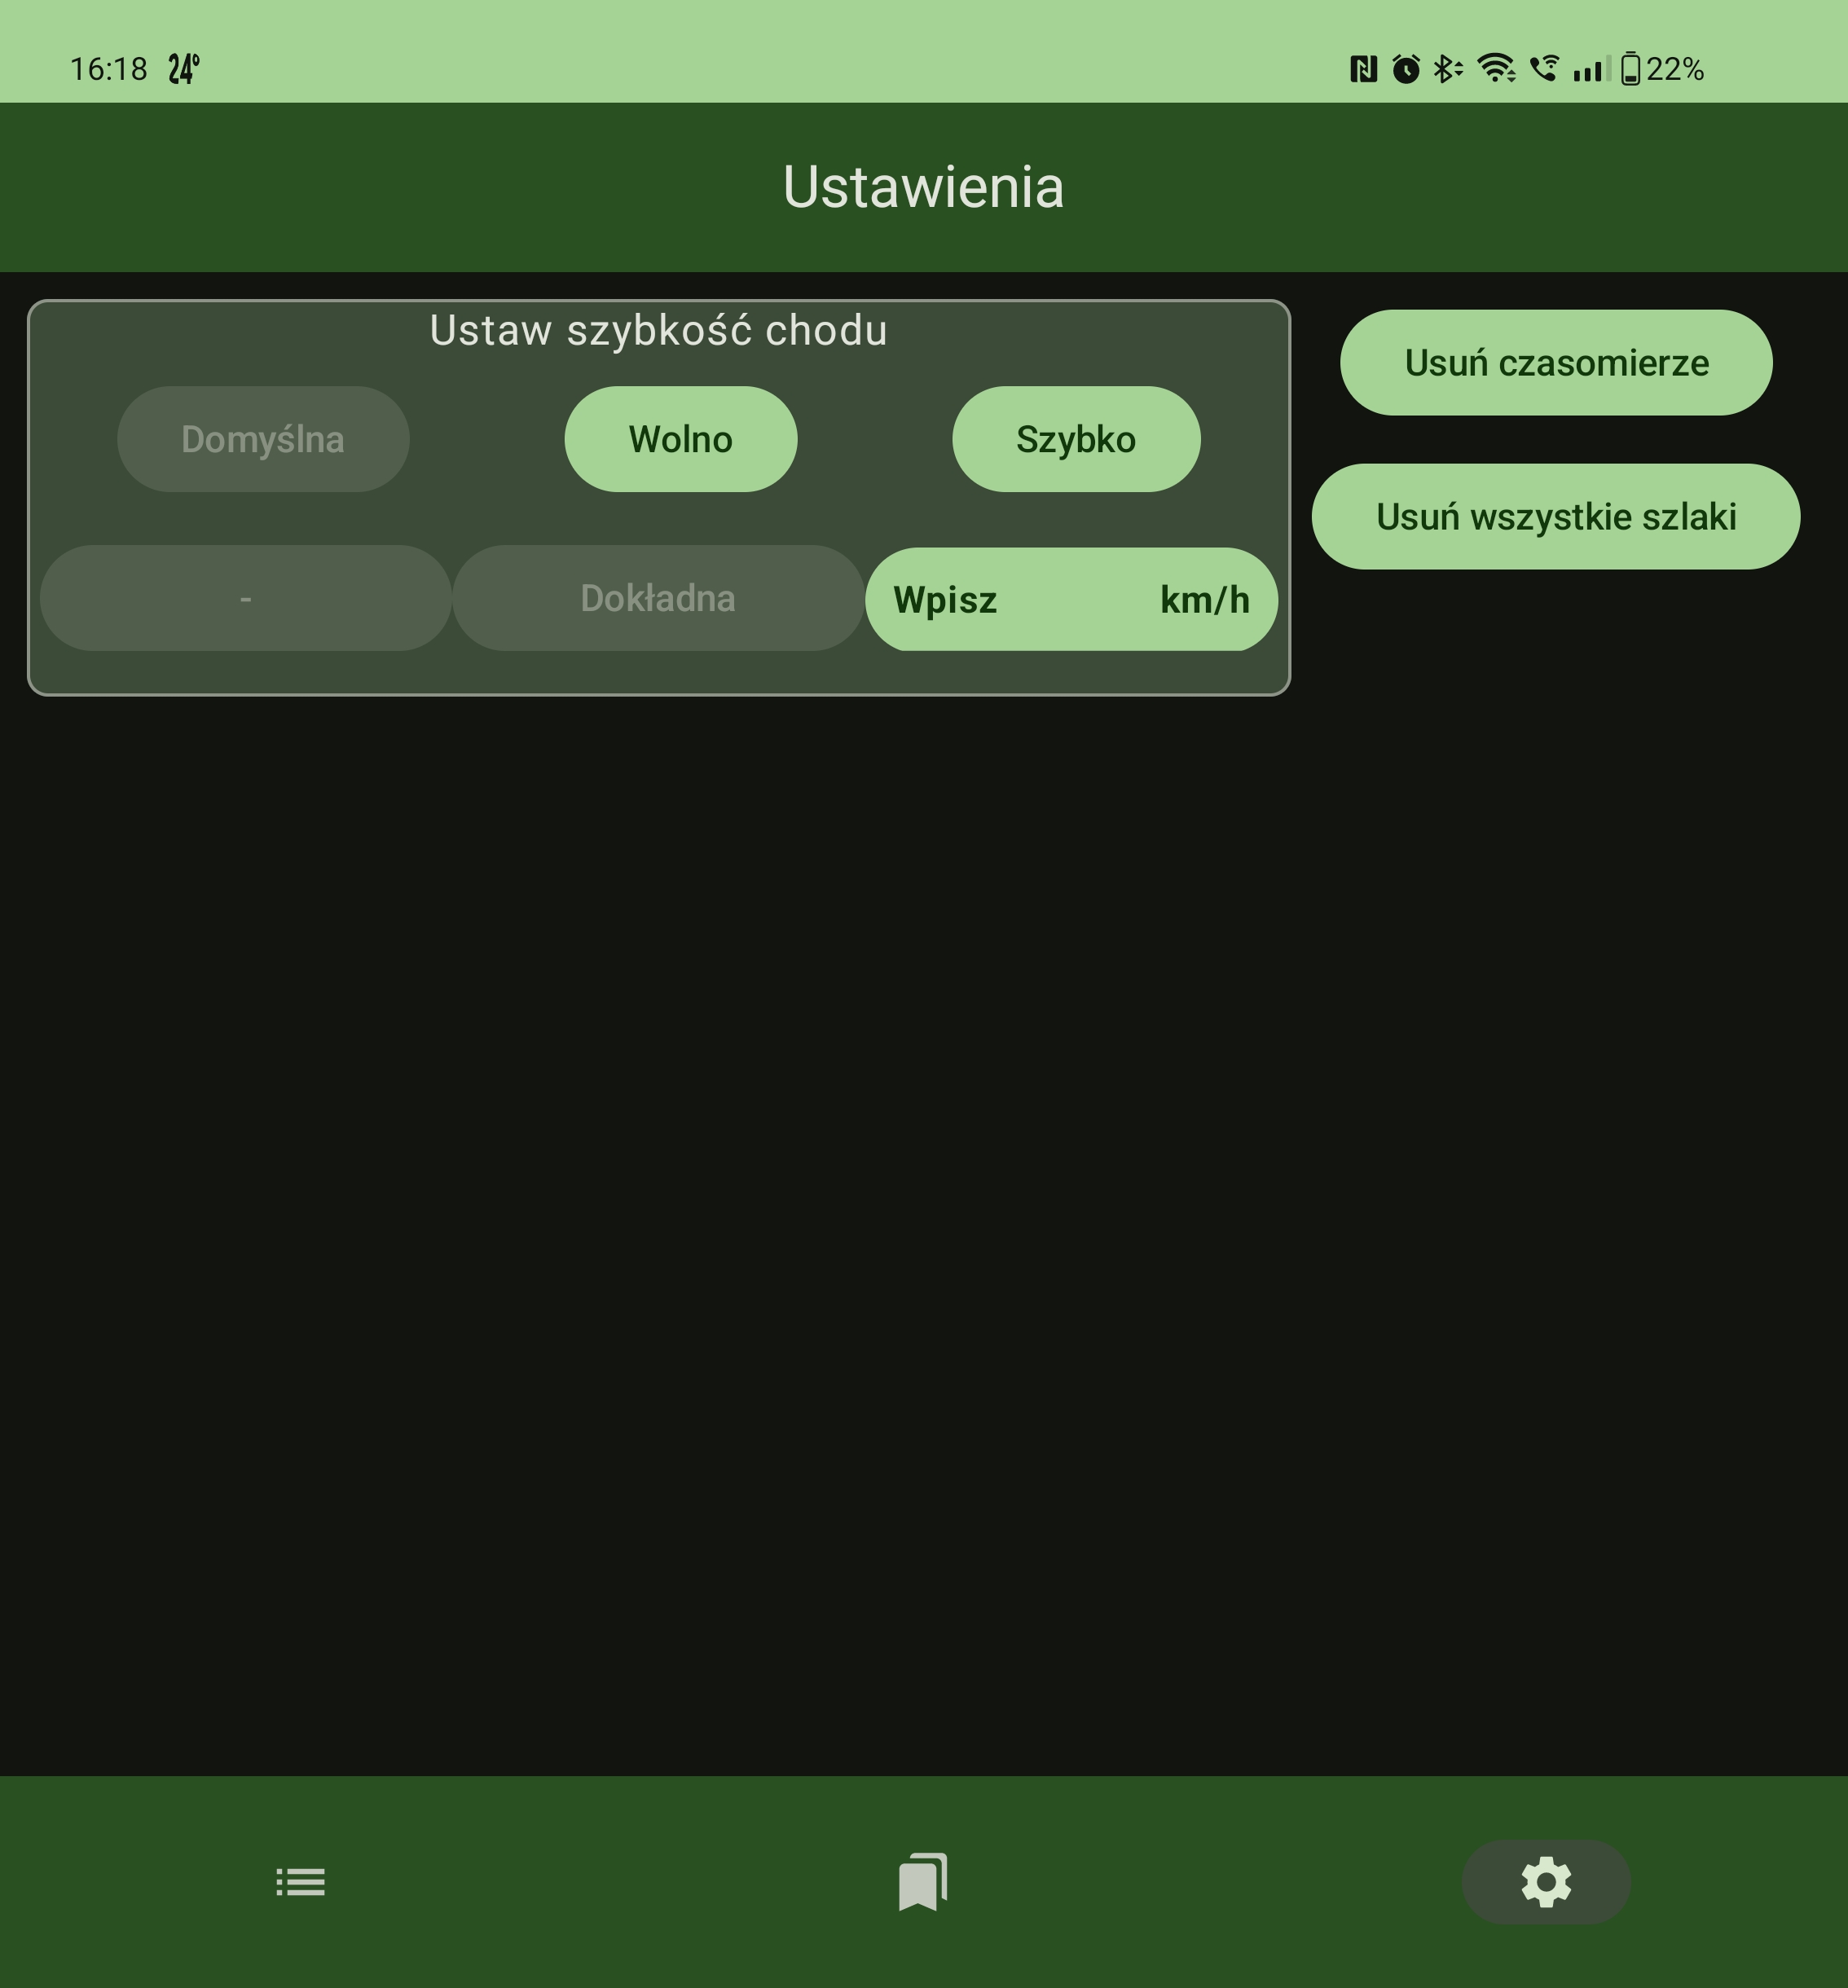 16:18 24° 22%
Ustawienia
Ustaw szybkość chodu
Domyślna Wolno Szybko
- Dokładna Wpisz km/h
Usuń czasomierze
Usuń wszystkie szlaki